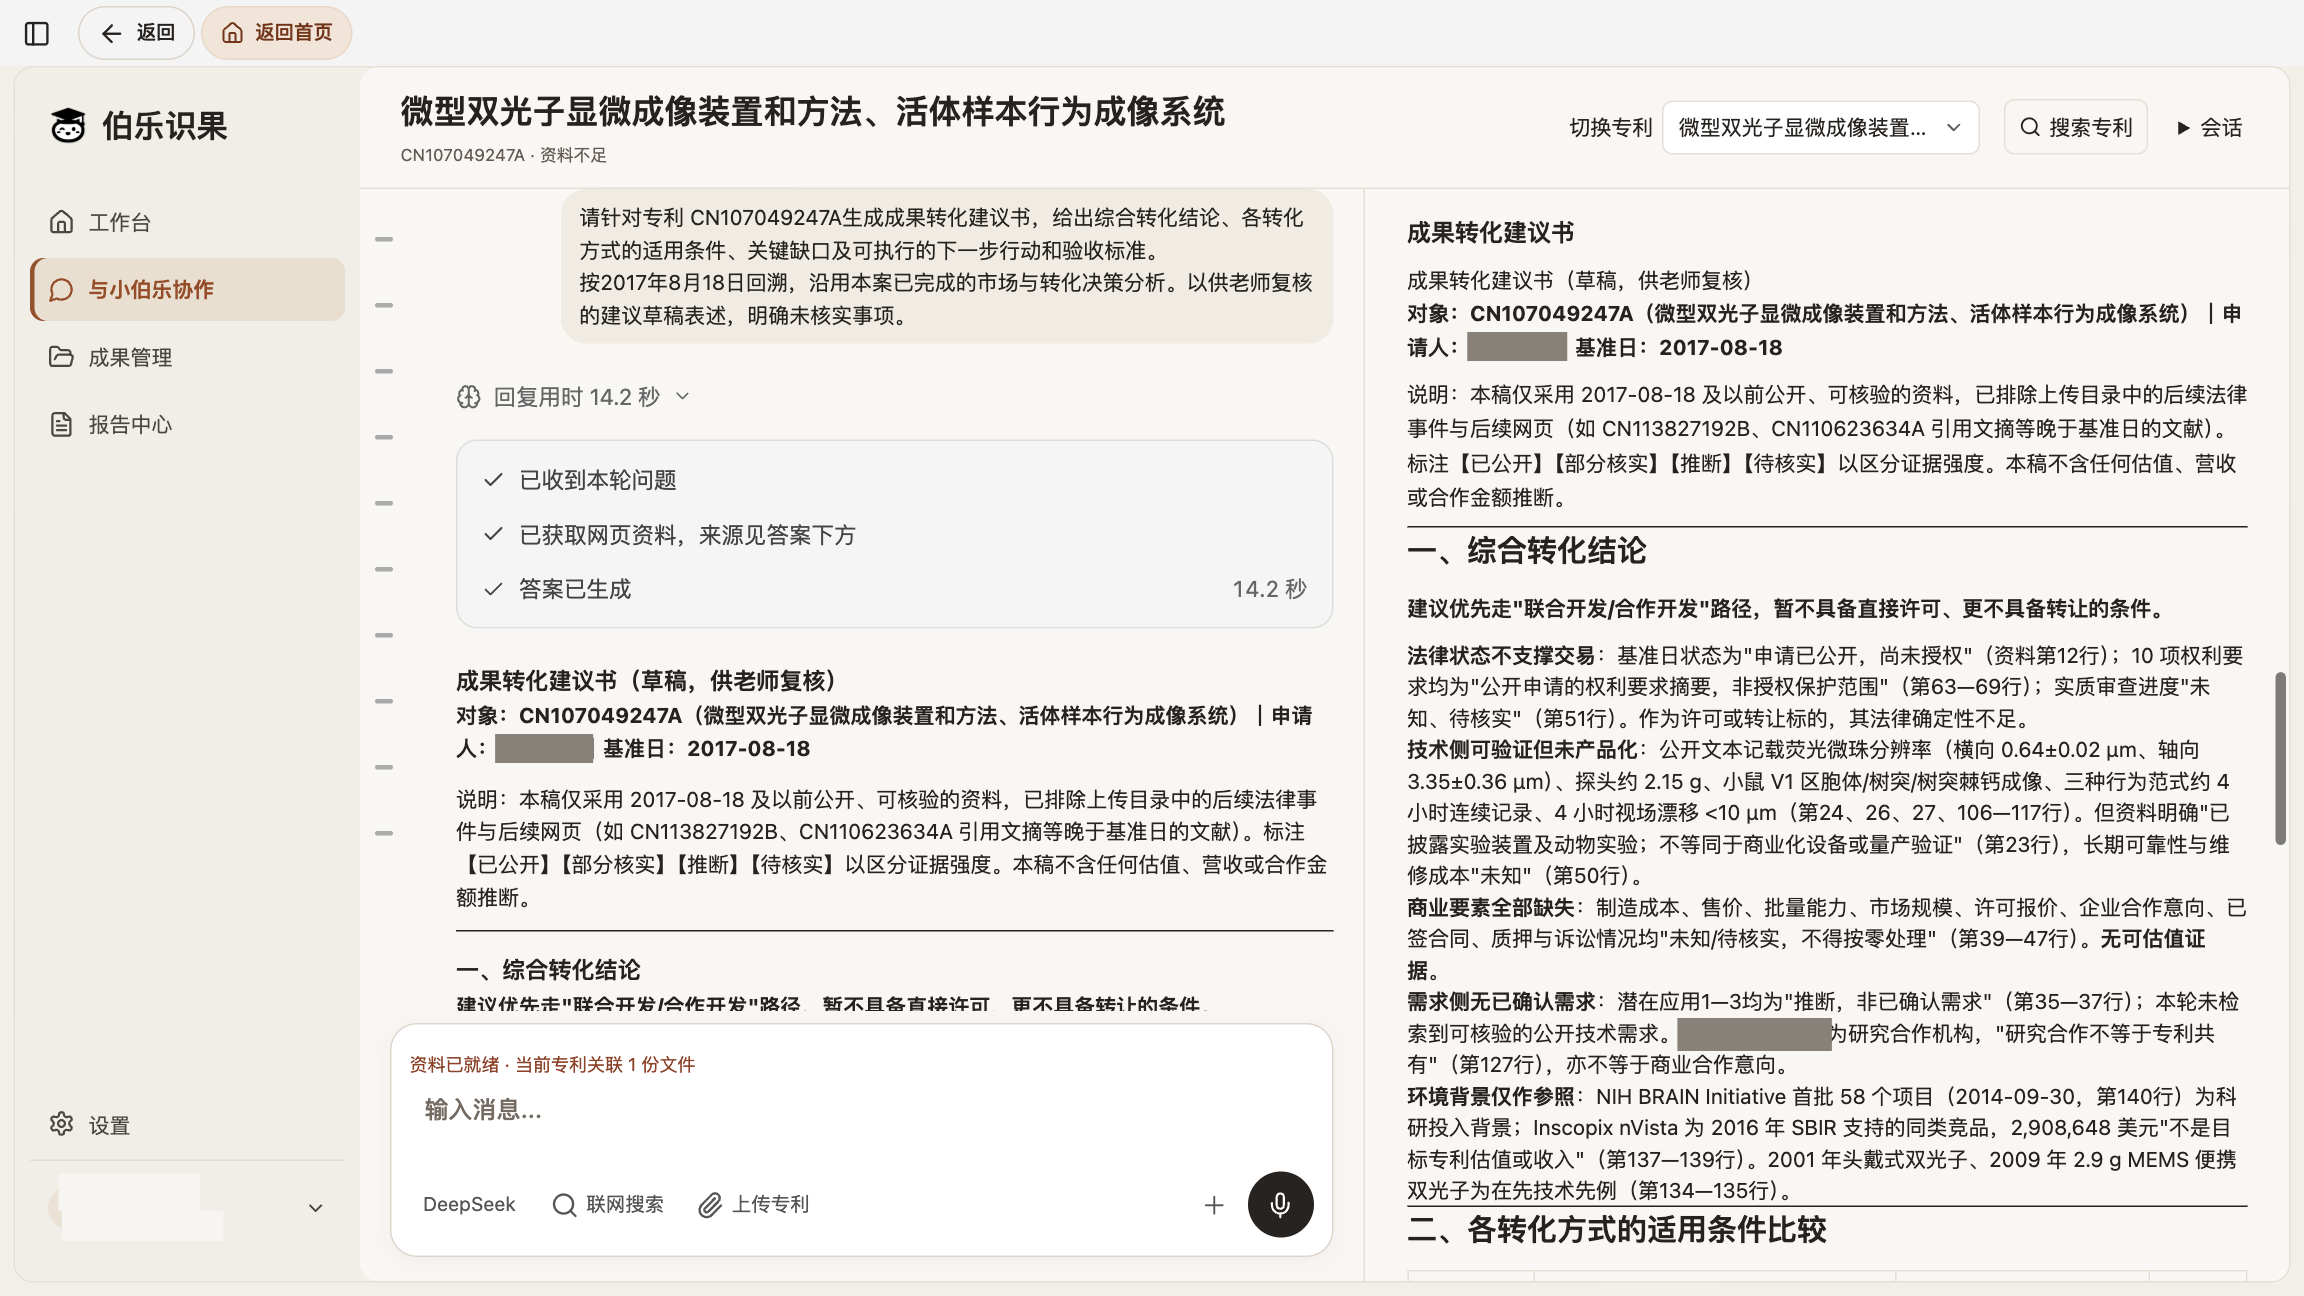 返回
返回首页
伯乐识果
工作台
与小伯乐协作
成果管理
报告中心
设置
微型双光子显微成像装置和方法、活体样本行为成像系统
CN107049247A · 资料不足
切换专利
微型双光子显微成像装置...
搜索专利
会话
请针对专利 CN107049247A生成成果转化建议书，给出综合转化结论、各转化
方式的适用条件、关键缺口及可执行的下一步行动和验收标准。
按2017年8月18日回溯，沿用本案已完成的市场与转化决策分析。以供老师复核
的建议草稿表述，明确未核实事项。
回复用时 14.2 秒
已收到本轮问题
已获取网页资料，来源见答案下方
答案已生成
14.2 秒
成果转化建议书（草稿，供老师复核）
对象：CN107049247A（微型双光子显微成像装置和方法、活体样本行为成像系统）｜申请
人： 基准日：2017-08-18
说明：本稿仅采用 2017-08-18 及以前公开、可核验的资料，已排除上传目录中的后续法律事
件与后续网页（如 CN113827192B、CN110623634A 引用文摘等晚于基准日的文献）。标注
【已公开】【部分核实】【推断】【待核实】以区分证据强度。本稿不含任何估值、营收或合作金
额推断。
一、综合转化结论
建议优先走"联合开发/合作开发"路径，暂不具备直接许可、更不具备转让的条件。
资料已就绪 · 当前专利关联 1 份文件
输入消息...
DeepSeek
联网搜索
上传专利
成果转化建议书
成果转化建议书（草稿，供老师复核）
对象：CN107049247A（微型双光子显微成像装置和方法、活体样本行为成像系统）｜申
请人： 基准日：2017-08-18
说明：本稿仅采用 2017-08-18 及以前公开、可核验的资料，已排除上传目录中的后续法律
事件与后续网页（如 CN113827192B、CN110623634A 引用文摘等晚于基准日的文献）。
标注【已公开】【部分核实】【推断】【待核实】以区分证据强度。本稿不含任何估值、营收
或合作金额推断。
一、综合转化结论
建议优先走"联合开发/合作开发"路径，暂不具备直接许可、更不具备转让的条件。
法律状态不支撑交易：基准日状态为"申请已公开，尚未授权"（资料第12行）；10 项权利要
求均为"公开申请的权利要求摘要，非授权保护范围"（第63—69行）；实质审查进度"未
知、待核实"（第51行）。作为许可或转让标的，其法律确定性不足。
技术侧可验证但未产品化：公开文本记载荧光微珠分辨率（横向 0.64±0.02 μm、轴向
3.35±0.36 μm）、探头约 2.15 g、小鼠 V1 区胞体/树突/树突棘钙成像、三种行为范式约 4
小时连续记录、4 小时视场漂移 <10 μm（第24、26、27、106—117行）。但资料明确"已
披露实验装置及动物实验；不等同于商业化设备或量产验证"（第23行），长期可靠性与维
修成本"未知"（第50行）。
商业要素全部缺失：制造成本、售价、批量能力、市场规模、许可报价、企业合作意向、已
签合同、质押与诉讼情况均"未知/待核实，不得按零处理"（第39—47行）。无可估值证
据。
需求侧无已确认需求：潜在应用1—3均为"推断，非已确认需求"（第35—37行）；本轮未检
索到可核验的公开技术需求。 为研究合作机构，"研究合作不等于专利共
有"（第127行），亦不等于商业合作意向。
环境背景仅作参照：NIH BRAIN Initiative 首批 58 个项目（2014-09-30，第140行）为科
研投入背景；Inscopix nVista 为 2016 年 SBIR 支持的同类竞品，2,908,648 美元"不是目
标专利估值或收入"（第137—139行）。2001 年头戴式双光子、2009 年 2.9 g MEMS 便携
双光子为在先技术先例（第134—135行）。
二、各转化方式的适用条件比较